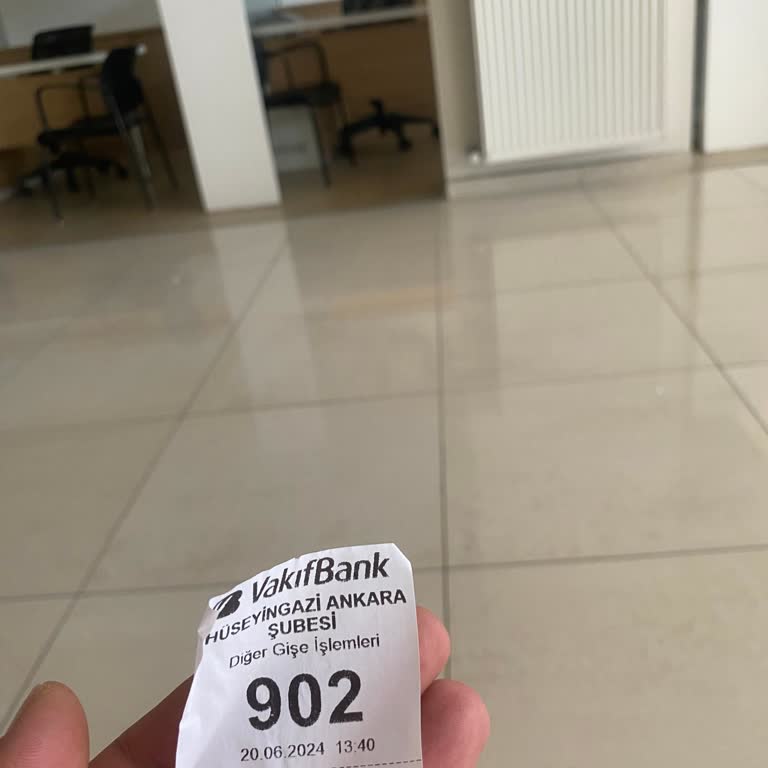 VakıfBank
HÜSEYİNGAZİ ANKARA
ŞUBESİ
Diğer Gişe İşlemleri
902
20.06.2024 13:40